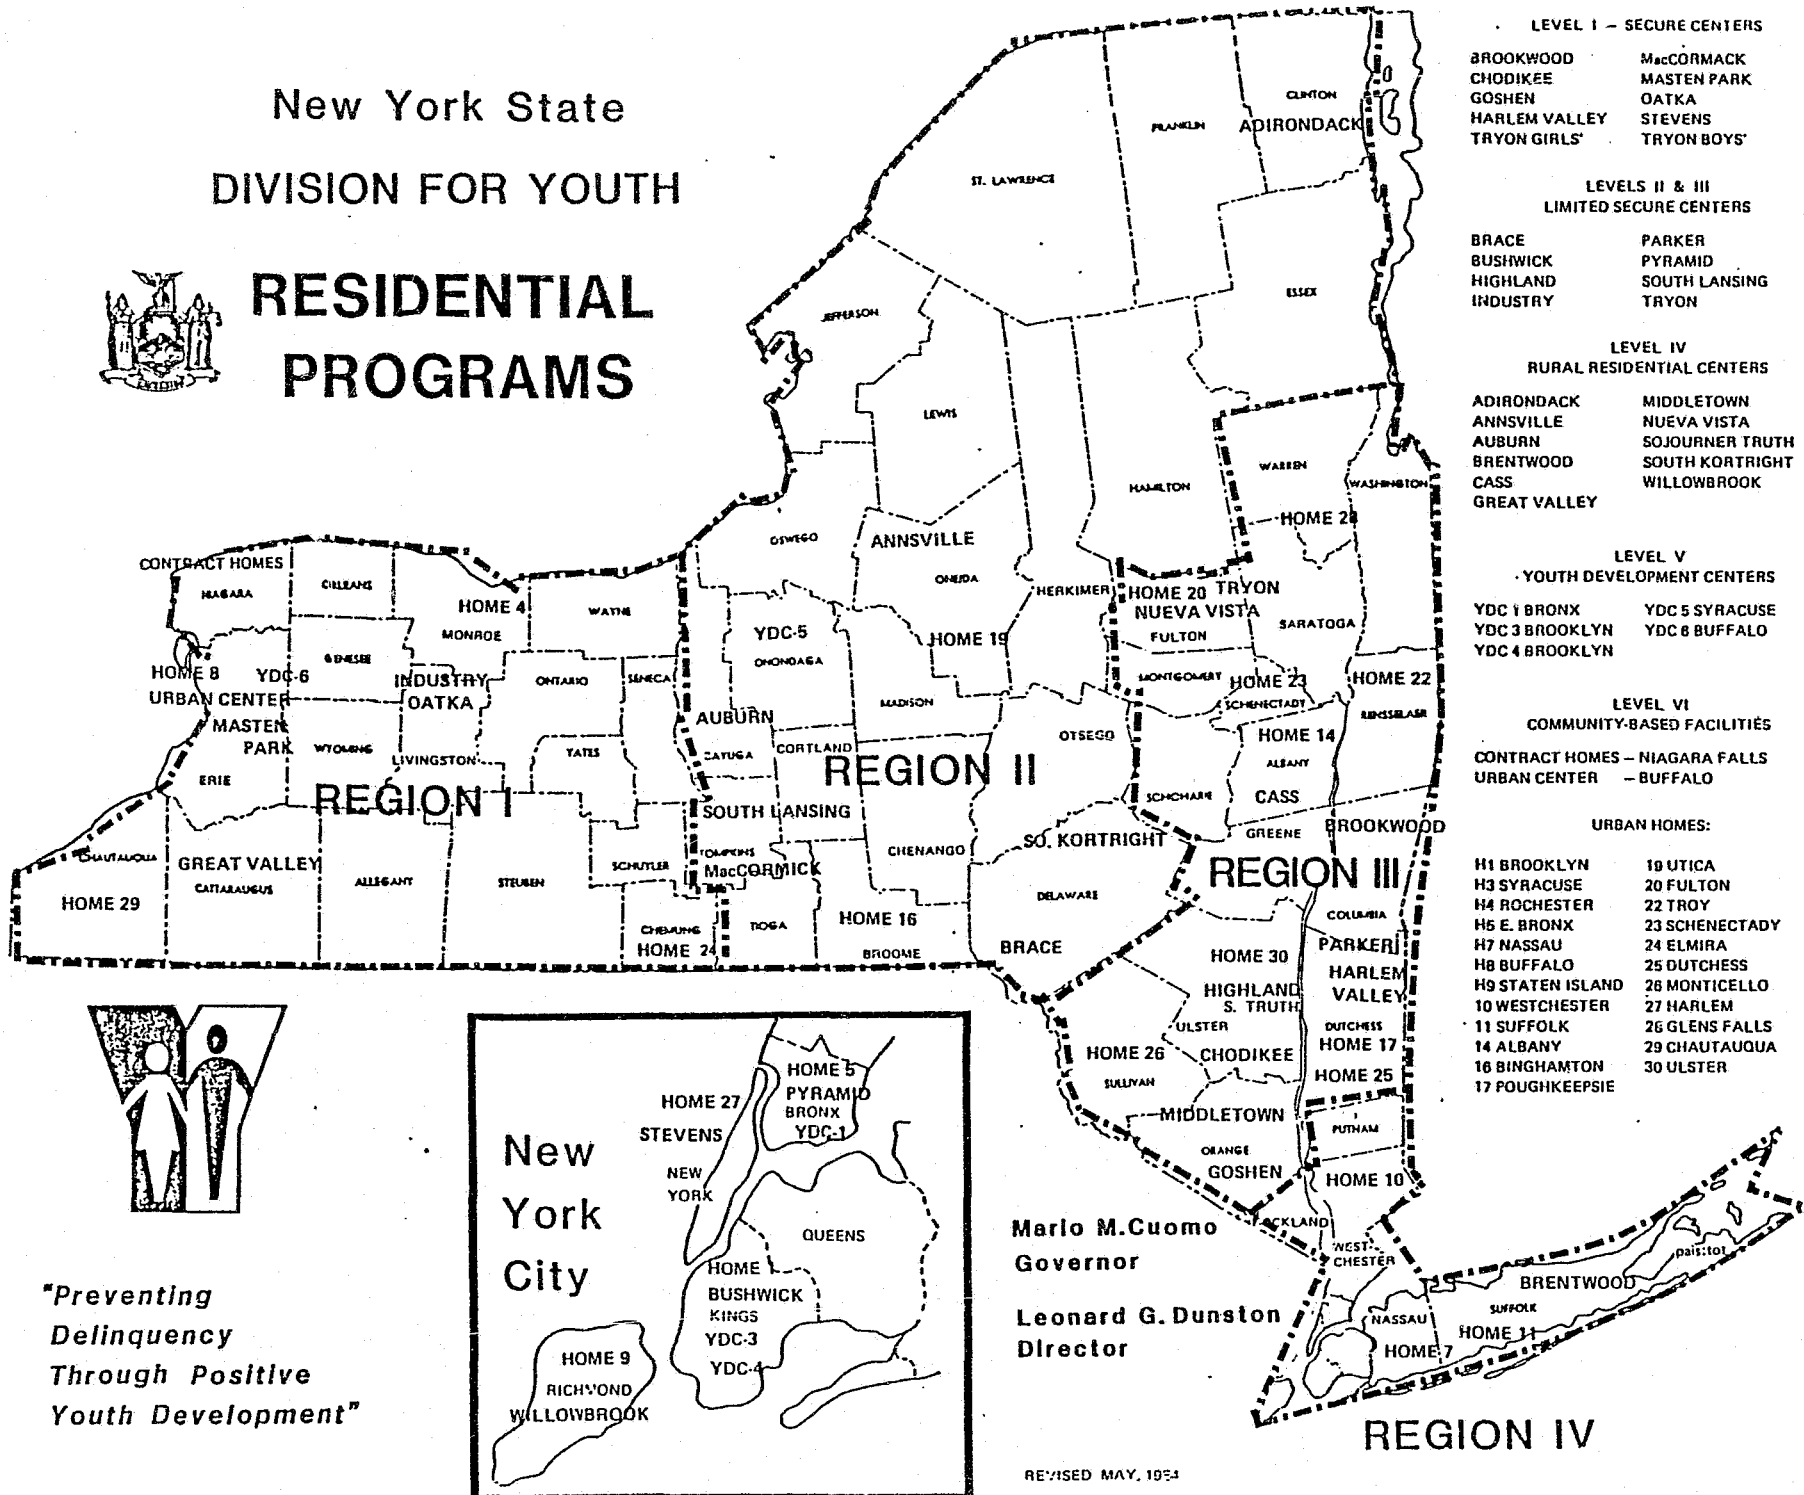 New York State
DIVISION FOR YOUTH
RESIDENTIAL
PROGRAMS
LEVEL I – SECURE CENTERS
BROOKWOOD MacCORMACK
CHODIKEE MASTEN PARK
GOSHEN OATKA
HARLEM VALLEY STEVENS
TRYON GIRLS' TRYON BOYS'
LEVELS II & III
LIMITED SECURE CENTERS
BRACE PARKER
BUSHWICK PYRAMID
HIGHLAND SOUTH LANSING
INDUSTRY TRYON
LEVEL IV
RURAL RESIDENTIAL CENTERS
ADIRONDACK MIDDLETOWN
ANNSVILLE NUEVA VISTA
AUBURN SOJOURNER TRUTH
BRENTWOOD SOUTH KORTRIGHT
CASS WILLOWBROOK
GREAT VALLEY
LEVEL V
YOUTH DEVELOPMENT CENTERS
YDC 1 BRONX YDC 5 SYRACUSE
YDC 3 BROOKLYN YDC 6 BUFFALO
YDC 4 BROOKLYN
LEVEL VI
COMMUNITY-BASED FACILITIES
CONTRACT HOMES – NIAGARA FALLS
URBAN CENTER – BUFFALO
URBAN HOMES:
H1 BROOKLYN 19 UTICA
H3 SYRACUSE 20 FULTON
H4 ROCHESTER 22 TROY
H5 E. BRONX 23 SCHENECTADY
H7 NASSAU 24 ELMIRA
H8 BUFFALO 25 DUTCHESS
H9 STATEN ISLAND 26 MONTICELLO
10 WESTCHESTER 27 HARLEM
11 SUFFOLK 26 GLENS FALLS
14 ALBANY 29 CHAUTAUQUA
16 BINGHAMTON 30 ULSTER
17 POUGHKEEPSIE
CLINTON
FRANKLIN
ADIRONDACK
ST. LAWRENCE
ESSEX
JEFFERSON
LEWIS
HAMILTON
WARREN
WASHINGTON
HOME 28
OSWEGO
ANNSVILLE
ONEIDA
HERKIMER
HOME 20
TRYON
NUEVA VISTA
FULTON
SARATOGA
CONTRACT HOMES
NIAGARA
ORLEANS
HOME 4
MONROE
WAYNE
YDC-5
ONONDAGA
HOME 19
MADISON
MONTGOMERY
HOME 23
SCHENECTADY
HOME 22
RENSSELAER
HOME 8
YDC-6
URBAN CENTER
MASTEN
PARK
ERIE
GENESEE
INDUSTRY
OATKA
ONTARIO
SENECA
WYOMING
LIVINGSTON
YATES
REGION I
AUBURN
CAYUGA
CORTLAND
REGION II
OTSEGO
HOME 14
ALBANY
CASS
SCHOHARIE
SOUTH LANSING
TOMPKINS
MacCORMICK
CHENANGO
SO. KORTRIGHT
GREENE
BROOKWOOD
REGION III
CHAUTAUQUA
HOME 29
GREAT VALLEY
CATTARAUGUS
ALLEGANY
STEUBEN
SCHUYLER
CHEMUNG
HOME 24
TIOGA
HOME 16
BROOME
DELAWARE
BRACE
COLUMBIA
HOME 30
PARKER
HARLEM
VALLEY
HIGHLAND
S. TRUTH
ULSTER
DUTCHESS
HOME 17
HOME 26
CHODIKEE
SULLIVAN
HOME 25
MIDDLETOWN
PUTNAM
ORANGE
GOSHEN
HOME 10
ROCKLAND
WEST-
CHESTER
BRENTWOOD
SUFFOLK
NASSAU
HOME 11
HOME 7
REGION IV
New
York
City
HOME 5
PYRAMID
BRONX
YDC-1
HOME 27
STEVENS
NEW
YORK
QUEENS
HOME 1
BUSHWICK
KINGS
YDC-3
YDC-4
HOME 9
RICHMOND
WILLOWBROOK
Mario M. Cuomo
Governor
Leonard G. Dunston
Director
"Preventing
Delinquency
Through Positive
Youth Development"
REVISED MAY,